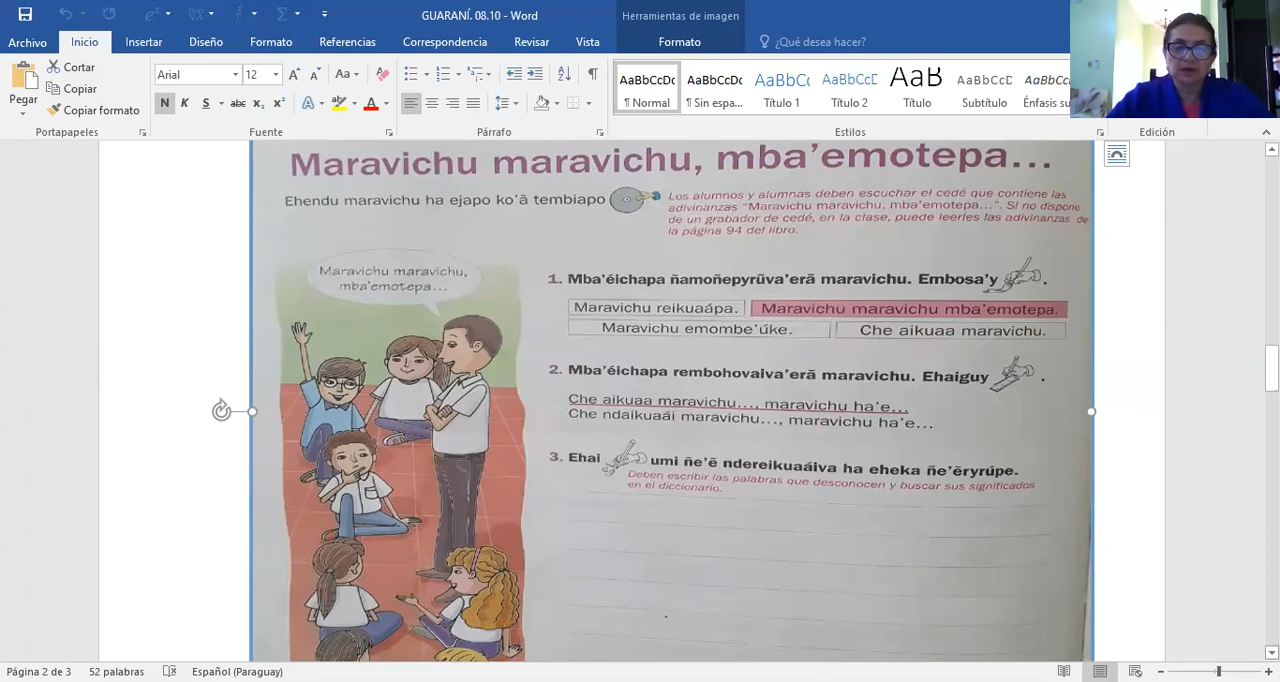 GUARANÍ. 08.10 - Word
Herramientas de imagen
Archivo
Inicio
Insertar
Diseño
Formato
Referencias
Correspondencia
Revisar
Vista
Formato
¿Qué desea hacer?
Pegar
Cortar
Copiar
Copiar formato
Portapapeles
Arial
12
Fuente
Párrafo
AaBbCcDc
¶ Normal
AaBbCcDc
¶ Sin espa...
AaBbCc
Título 1
AaBbCcD
Título 2
AaB
Título
AaBbCcD
Subtítulo
AaBbCcD
Énfasis su
Estilos
Edición
Maravichu maravichu, mba'emotepa...
Ehendu maravichu ha ejapo ko'ã tembiapo
Los alumnos y alumnas deben escuchar el cedé que contiene las
adivinanzas "Maravichu maravichu, mba'emotepa...". Si no dispone
de un grabador de cedé, en la clase, puede leerles las adivinanzas de
la página 94 del libro.
Maravichu maravichu,
mba'emotepa...
1. Mba'éichapa ñamoñepyrũva'erã maravichu. Embosa'y .
Maravichu reikuaápa.
Maravichu maravichu mba'emotepa.
Maravichu emombe'úke.
Che aikuaa maravichu.
2. Mba'éichapa rembohovaiva'erã maravichu. Ehaiguy .
Che aikuaa maravichu..., maravichu ha'e...
Che ndaikuaái maravichu..., maravichu ha'e...
3. Ehai umi ñe'ẽ ndereikuaáiva ha eheka ñe'ẽryrúpe.
Deben escribir las palabras que desconocen y buscar sus significados
en el diccionario.
Página 2 de 3
52 palabras
Español (Paraguay)